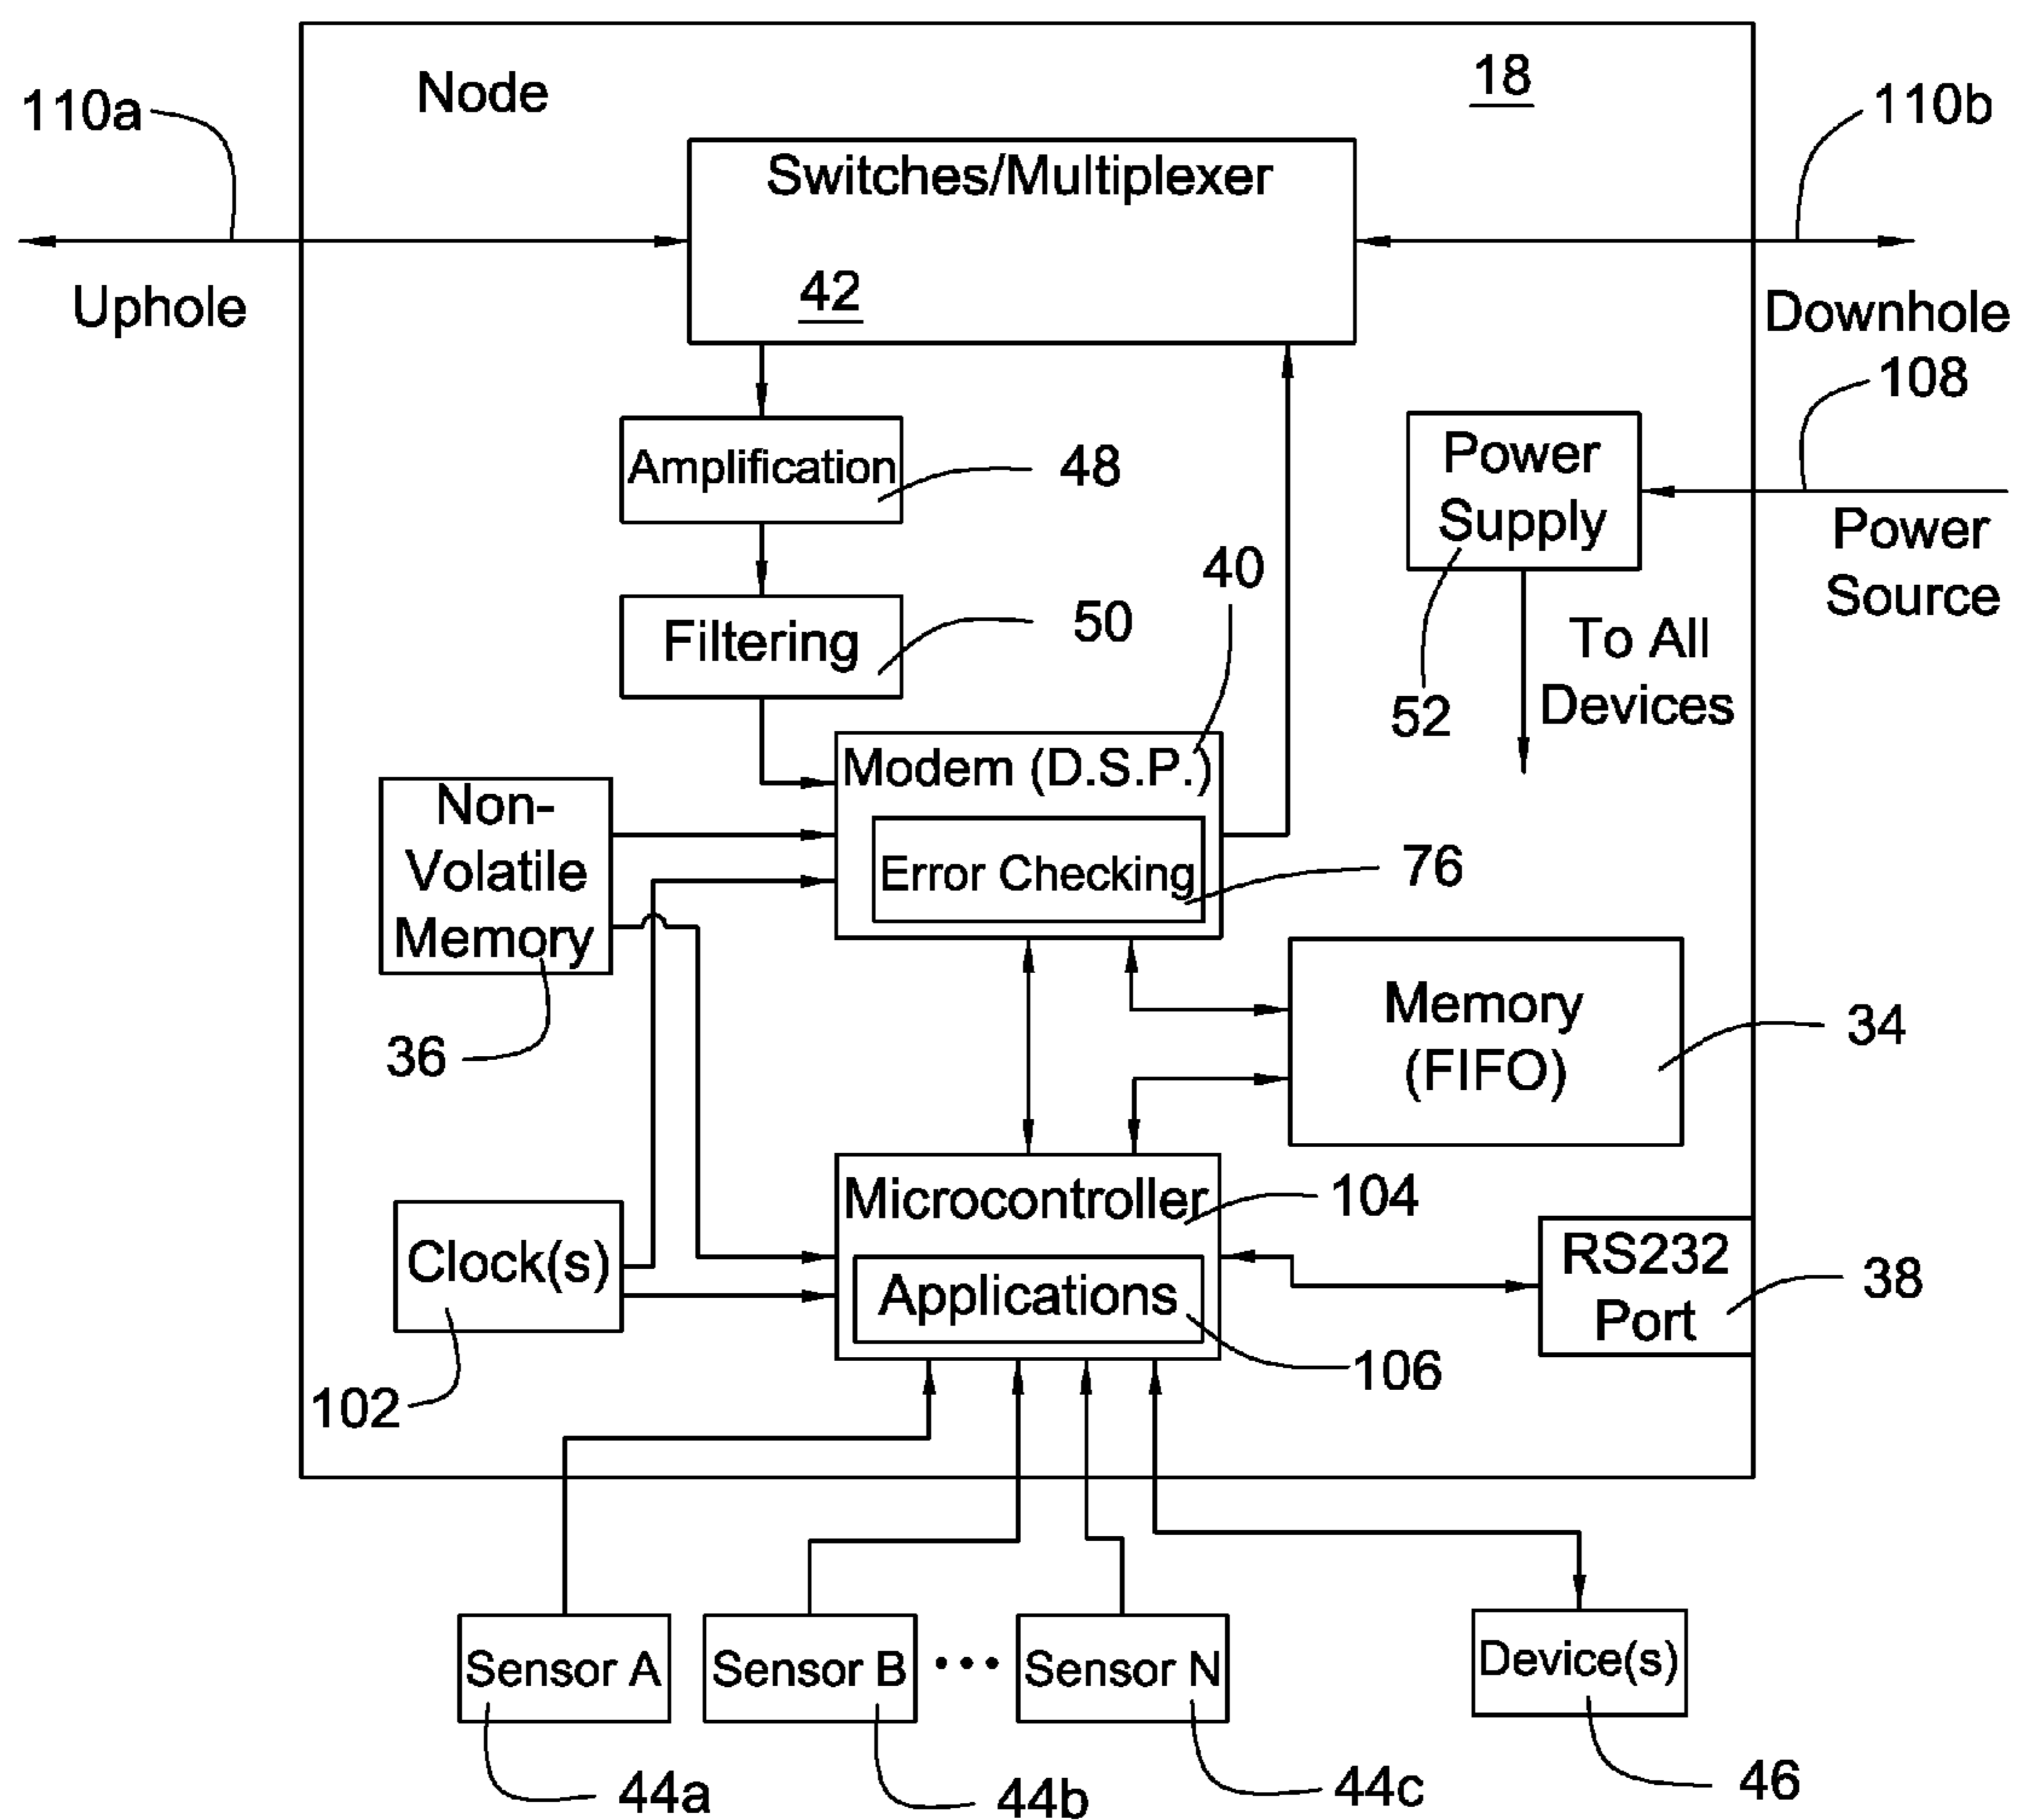 Node
18
110a
110b
Switches/Multiplexer
42
Uphole
Downhole
108
Power
Supply
Power
Source
52
To All
Devices
Amplification
48
Filtering
50
40
Modem (D.S.P.)
Error Checking
76
Non-
Volatile
Memory
36
Memory
(FIFO)
34
Microcontroller
104
Applications
106
Clock(s)
102
RS232
Port
38
Sensor A
Sensor B
•••
Sensor N
Device(s)
44a
44b
44c
46